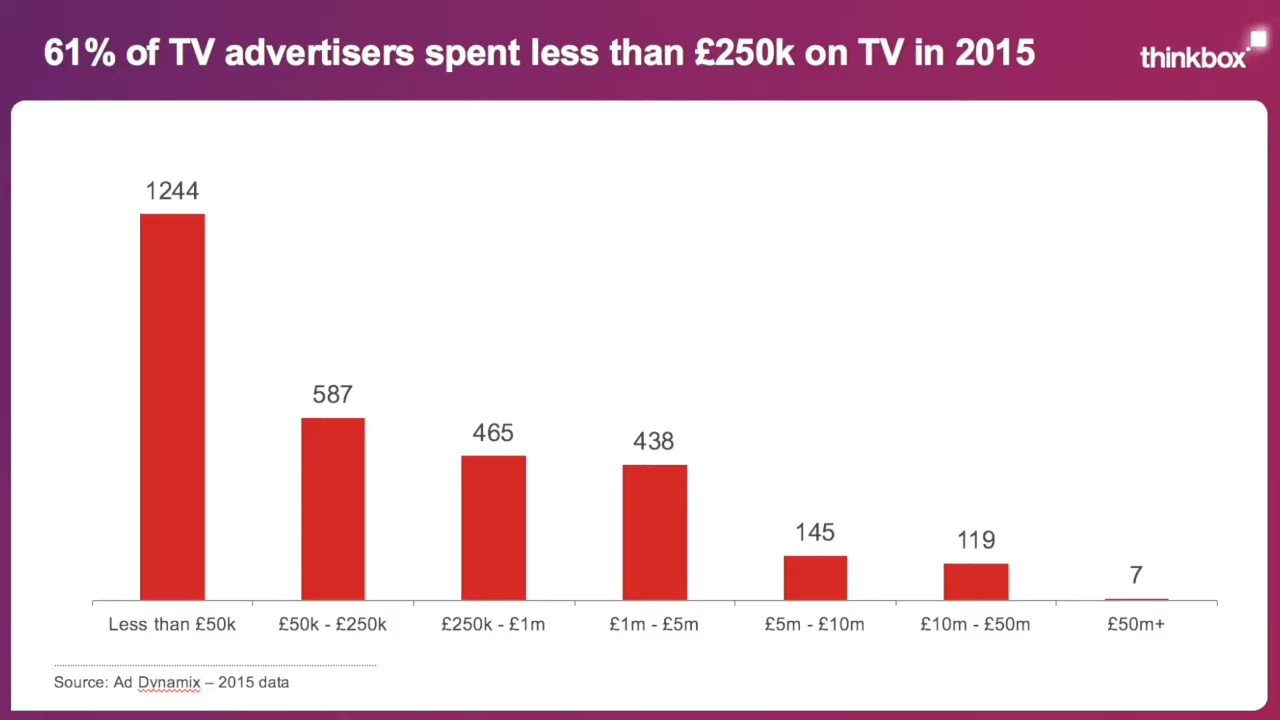 61% of TV advertisers spent less than £250k on TV in 2015
thinkbox
1244
587
465
438
145
119
7
Less than £50k
£50k - £250k
£250k - £1m
£1m - £5m
£5m - £10m
£10m - £50m
£50m+
Source: Ad Dynamix – 2015 data